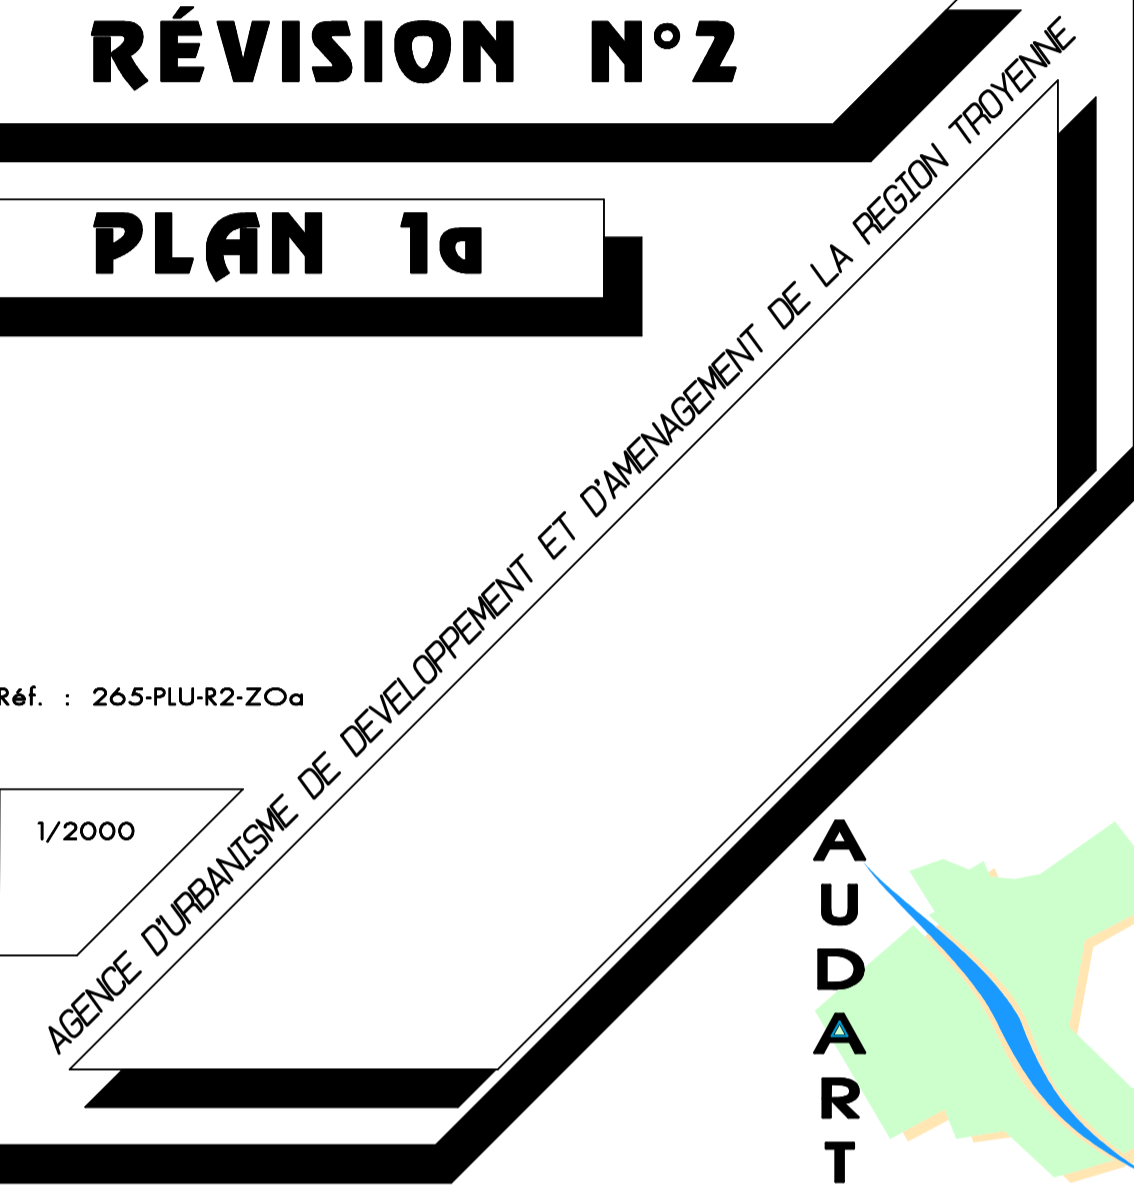 RÉVISION N°2
PLAN 1a
AGENCE D'URBANISME DE DEVELOPPEMENT ET D'AMENAGEMENT DE LA REGION TROYENNE
Réf. : 265-PLU-R2-ZOa
1/2000
AUDART